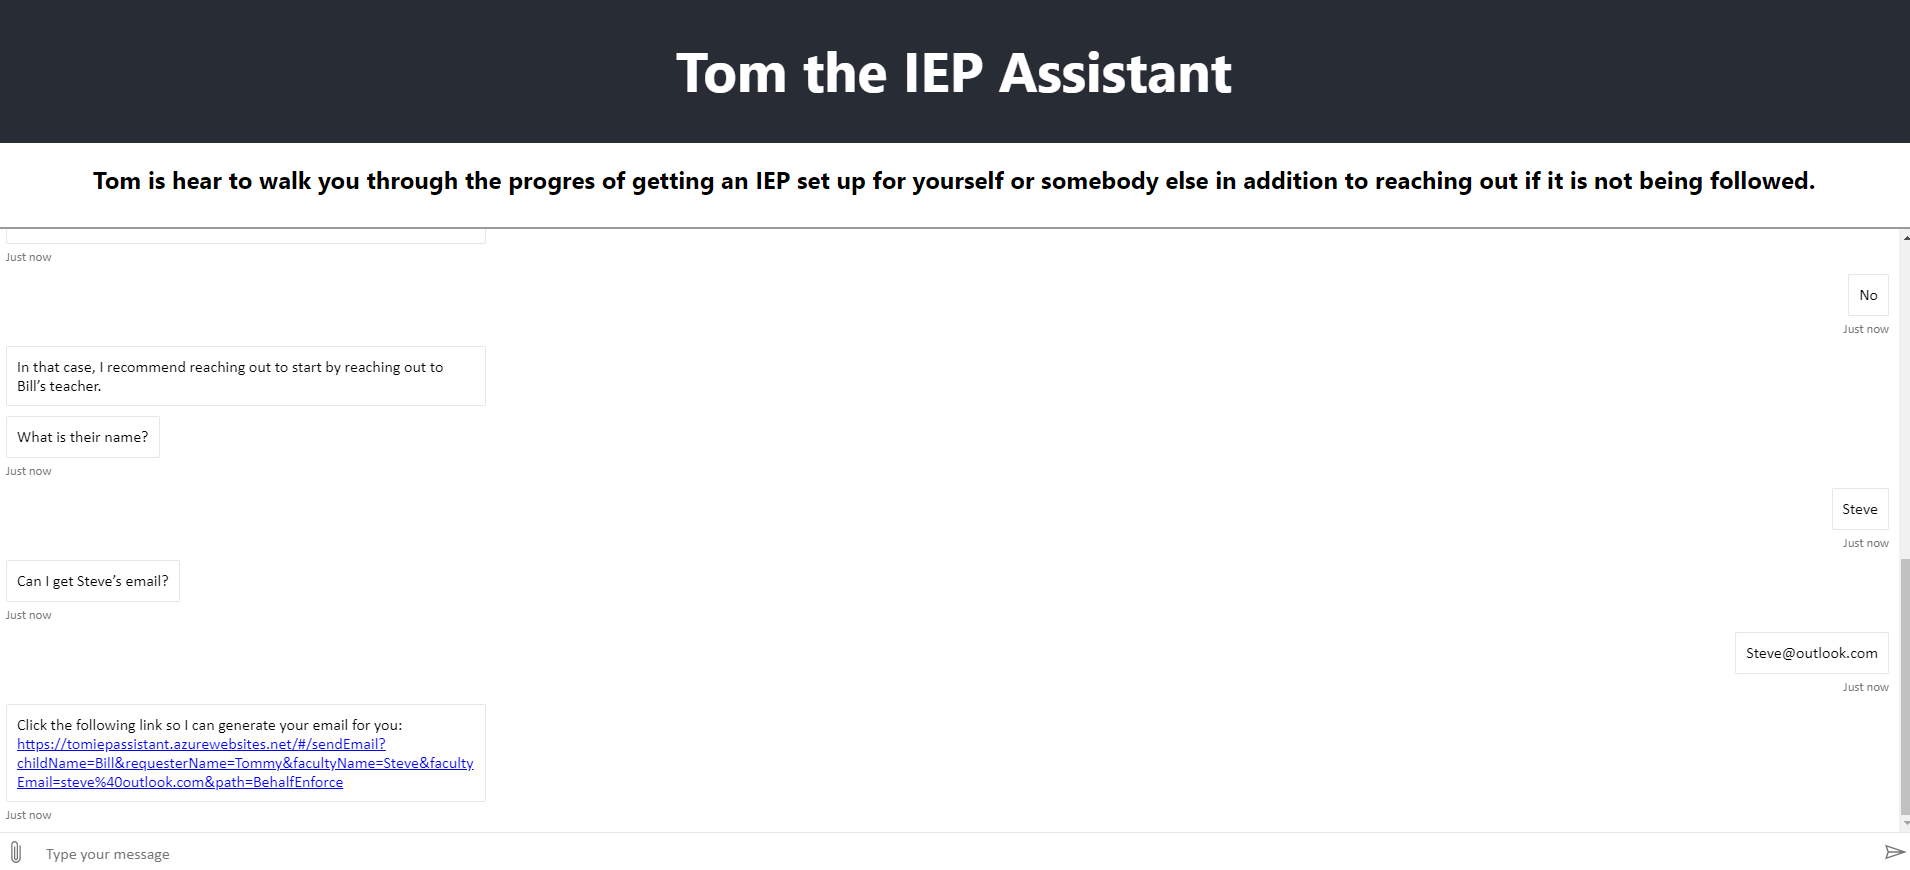 Tom the IEP Assistant
Tom is hear to walk you through the progres of getting an IEP set up for yourself or somebody else in addition to reaching out if it is not being followed.
Just now
No
Just now
In that case, I recommend reaching out to start by reaching out to
Bill’s teacher.
What is their name?
Just now
Steve
Just now
Can I get Steve’s email?
Just now
Steve@outlook.com
Just now
Click the following link so I can generate your email for you:
https://tomiepassistant.azurewebsites.net/#/sendEmail?
childName=Bill&requesterName=Tommy&facultyName=Steve&faculty
Email=steve%40outlook.com&path=BehalfEnforce
Just now
Type your message